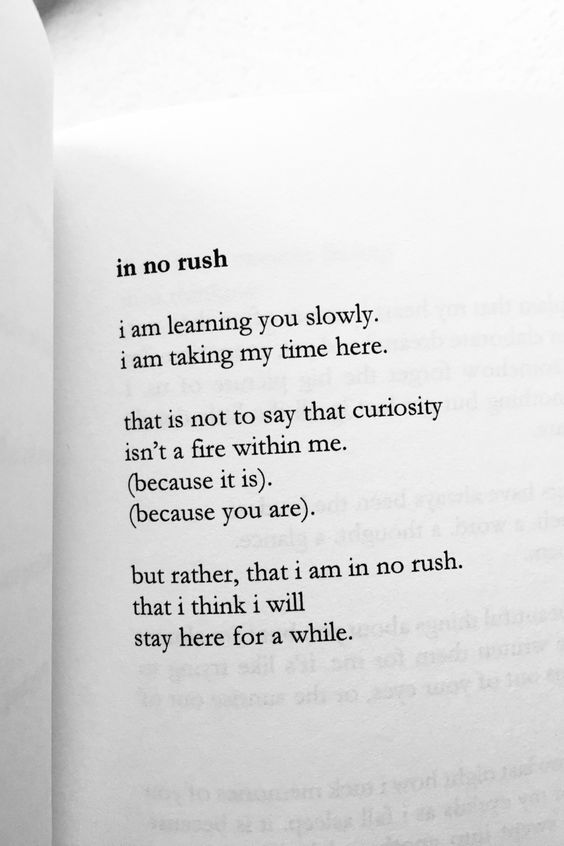 in no rush
i am learning you slowly.
i am taking my time here.
that is not to say that curiosity
isn't a fire within me.
(because it is).
(because you are).
but rather, that i am in no rush.
that i think i will
stay here for a while.